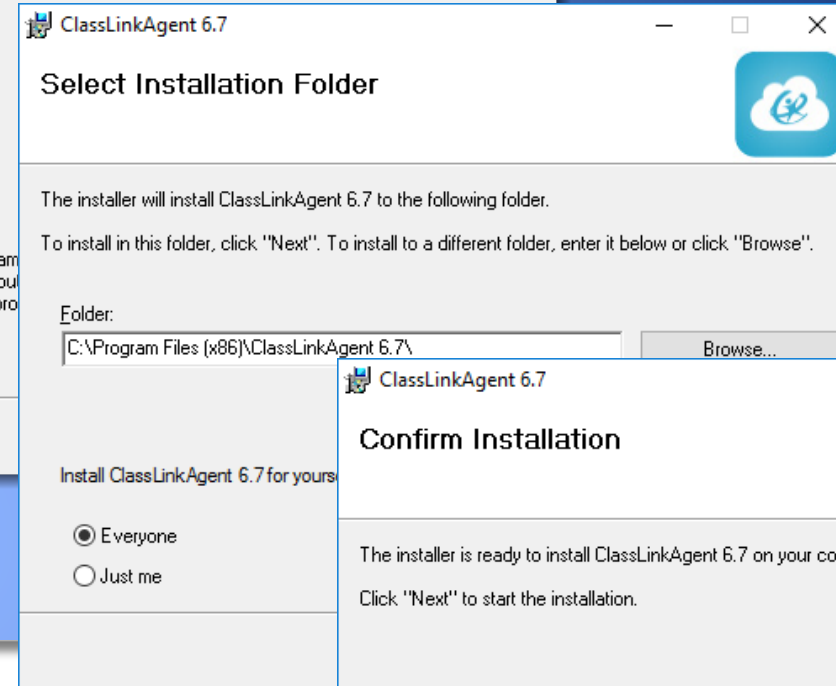 ClassLinkAgent 6.7
Select Installation Folder
The installer will install ClassLinkAgent 6.7 to the following folder.
To install in this folder, click "Next". To install to a different folder, enter it below or click "Browse".
Folder:
C:\Program Files (x86)\ClassLinkAgent 6.7\
Browse...
Install ClassLinkAgent 6.7 for
Everyone
Just me
ClassLinkAgent 6.7
Confirm Installation
The installer is ready to install ClassLinkAgent 6.7 on your
Click "Next" to start the installation.